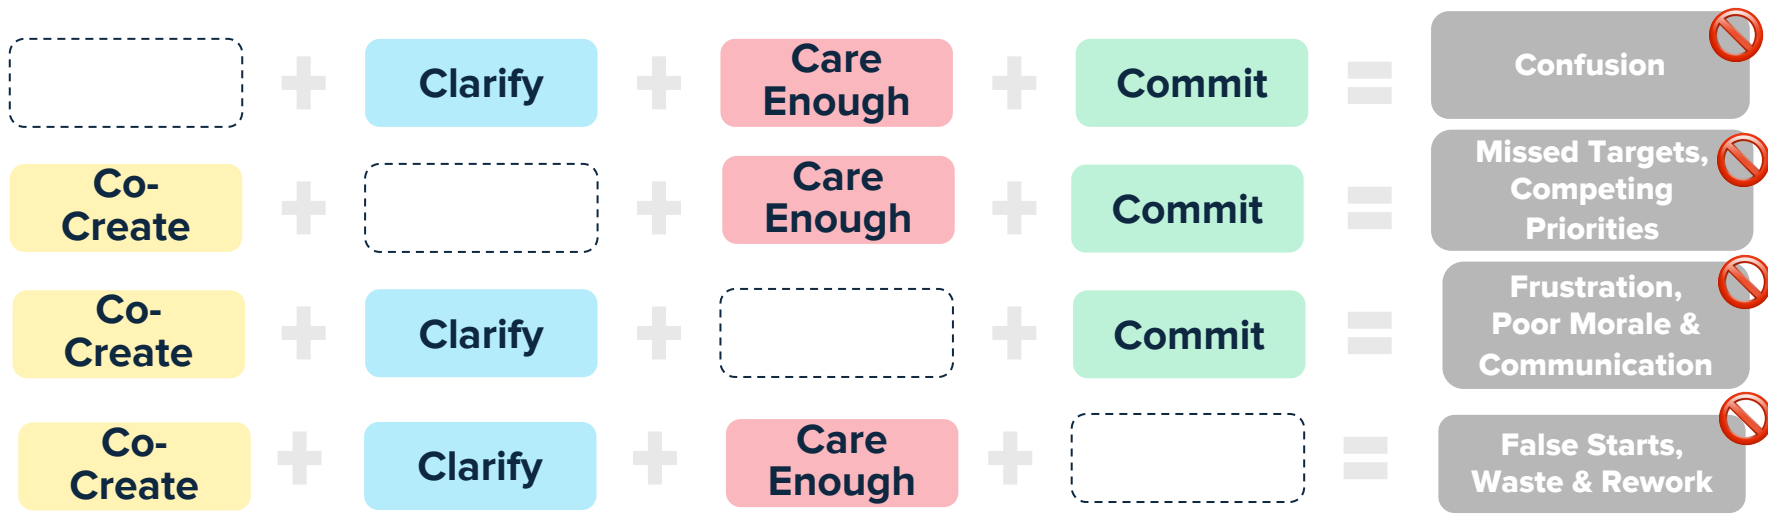 Clarify
Care
Enough
Commit
Confusion
Co-
Create
Care
Enough
Commit
Missed Targets,
Competing
Priorities
Co-
Create
Clarify
Commit
Frustration,
Poor Morale &
Communication
Co-
Create
Clarify
Care
Enough
False Starts,
Waste & Rework